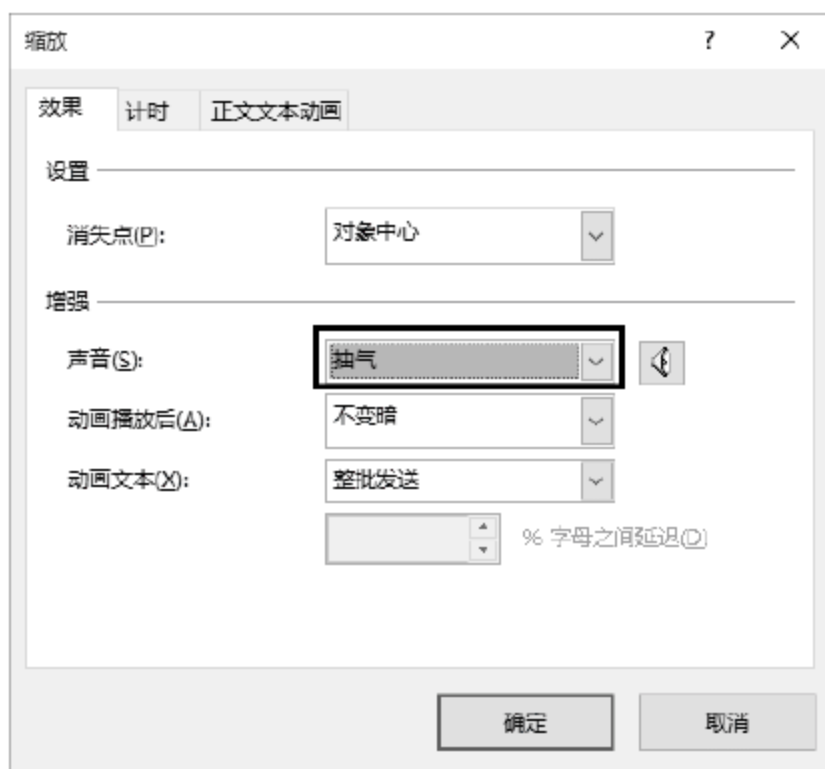 缩放 ?
效果 计时 正文文本动画
设置
消失点(P): 对象中心
增强
声音(S): 抽气
动画播放后(A): 不变暗
动画文本(X): 整批发送
% 字母之间延迟(D)
确定 取消